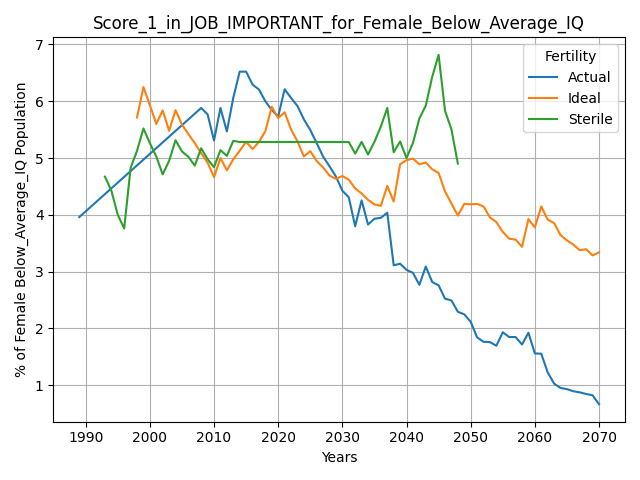 Score_1_in_JOB_IMPORTANT_for_Female_Below_Average_IQ
% of Female Below_Average_IQ Population
7
6
5
4
3
2
1
Fertility
Actual
Ideal
Sterile
1990 2000 2010 2020 2030 2040 2050 2060 2070
Years